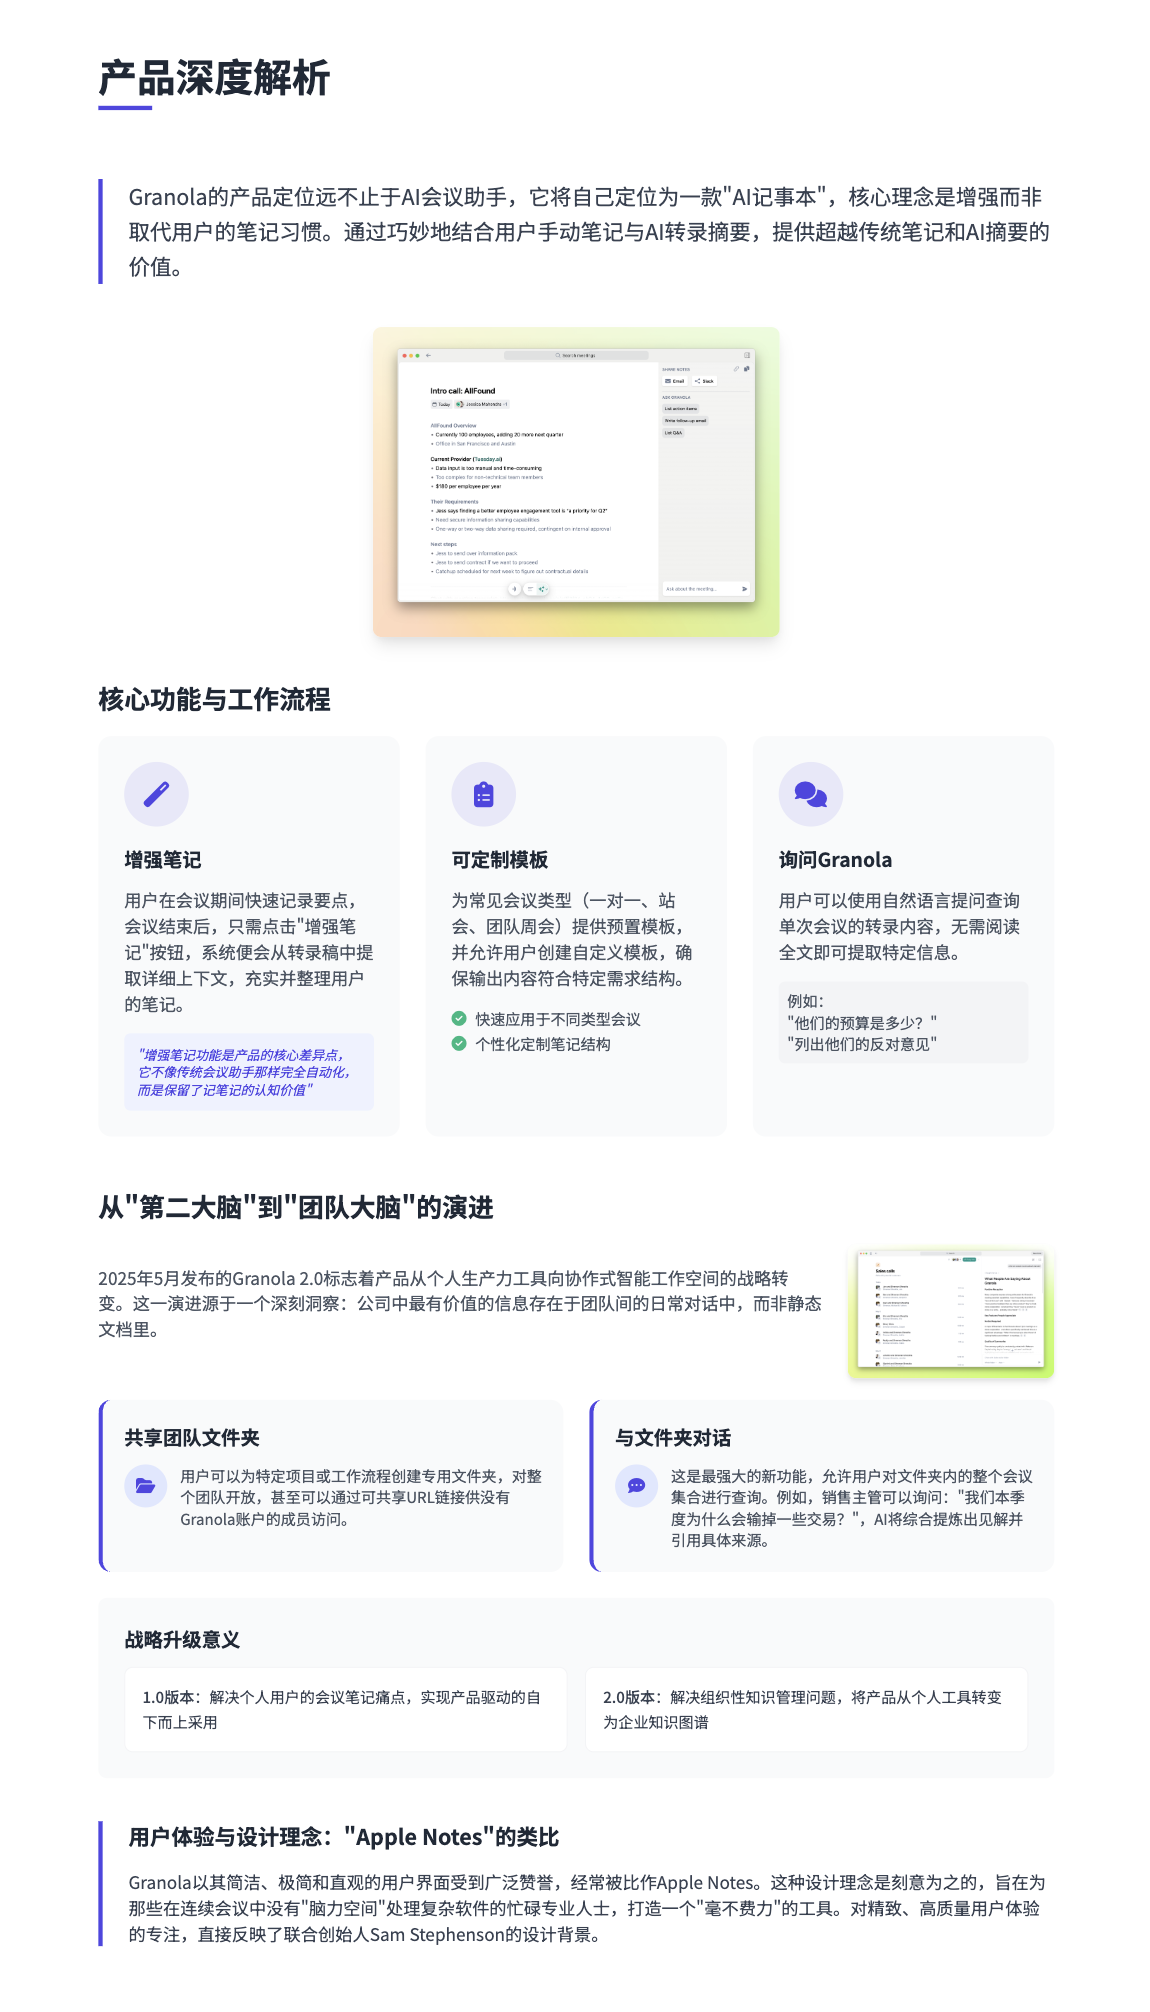 产品深度解析
Granola的产品定位远不止于AI会议助手，它将自己定位为一款"AI记事本"，核心理念是增强而非
取代用户的笔记习惯。通过巧妙地结合用户手动笔记与AI转录摘要，提供超越传统笔记和AI摘要的
价值。
Search meetings
Intro call: AllFound
Today
Jessica Mahendra +1
AllFound Overview
• Currently 100 employees, adding 20 more next quarter
• Office in San Francisco and Austin
Current Provider (Tuesday.ai)
• Data input is too manual and time-consuming
• Too complex for non-technical team members
• $180 per employee per year
Their Requirements
• Jess says finding a better employee engagement tool is "a priority for Q2"
• Need secure information sharing capabilities
• One-way or two-way data sharing required, contingent on internal approval
Next steps
• Jess to send over information pack
• Jess to send contract if we want to proceed
• Catchup scheduled for next week to figure out contractual details
SHARE NOTES
Email
Slack
ASK GRANOLA
List action items
Write follow-up email
List Q&A
Ask about the meeting...
核心功能与工作流程
增强笔记
用户在会议期间快速记录要点，
会议结束后，只需点击"增强笔
记"按钮，系统便会从转录稿中提
取详细上下文，充实并整理用户
的笔记。
"增强笔记功能是产品的核心差异点，
它不像传统会议助手那样完全自动化，
而是保留了记笔记的认知价值"
可定制模板
为常见会议类型（一对一、站
会、团队周会）提供预置模板，
并允许用户创建自定义模板，确
保输出内容符合特定需求结构。
快速应用于不同类型会议
个性化定制笔记结构
询问Granola
用户可以使用自然语言提问查询
单次会议的转录内容，无需阅读
全文即可提取特定信息。
例如：
"他们的预算是多少？"
"列出他们的反对意见"
从"第二大脑"到"团队大脑"的演进
2025年5月发布的Granola 2.0标志着产品从个人生产力工具向协作式智能工作空间的战略转
变。这一演进源于一个深刻洞察：公司中最有价值的信息存在于团队间的日常对话中，而非静态
文档里。
Sales calls
共享团队文件夹
用户可以为特定项目或工作流程创建专用文件夹，对整
个团队开放，甚至可以通过可共享URL链接供没有
Granola账户的成员访问。
与文件夹对话
这是最强大的新功能，允许用户对文件夹内的整个会议
集合进行查询。例如，销售主管可以询问："我们本季
度为什么会输掉一些交易？"，AI将综合提炼出见解并
引用具体来源。
战略升级意义
1.0版本：解决个人用户的会议笔记痛点，实现产品驱动的自
下而上采用
2.0版本：解决组织性知识管理问题，将产品从个人工具转变
为企业知识图谱
用户体验与设计理念："Apple Notes"的类比
Granola以其简洁、极简和直观的用户界面受到广泛赞誉，经常被比作Apple Notes。这种设计理念是刻意为之的，旨在为
那些在连续会议中没有"脑力空间"处理复杂软件的忙碌专业人士，打造一个"毫不费力"的工具。对精致、高质量用户体验
的专注，直接反映了联合创始人Sam Stephenson的设计背景。